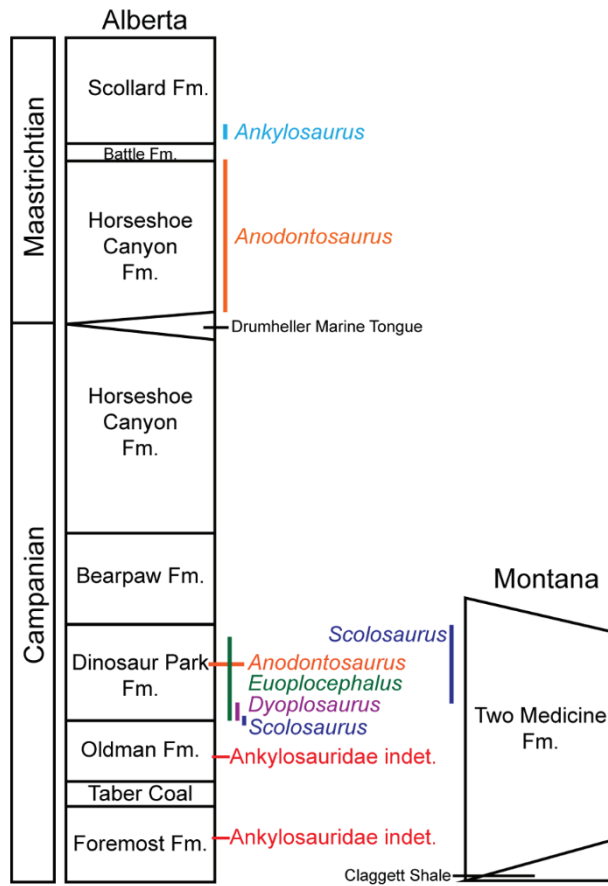 Alberta
Maastrichtian
Scollard Fm.
Ankylosaurus
Battle Fm.
Horseshoe
Canyon
Fm.
Anodontosaurus
Drumheller Marine Tongue
Campanian
Horseshoe
Canyon
Fm.
Bearpaw Fm.
Dinosaur Park
Fm.
Anodontosaurus
Euoplocephalus
Dyoplosaurus
Scolosaurus
Oldman Fm.
Ankylosauridae indet.
Taber Coal
Foremost Fm.
Ankylosauridae indet.
Montana
Scolosaurus
Two Medicine
Fm.
Claggett Shale